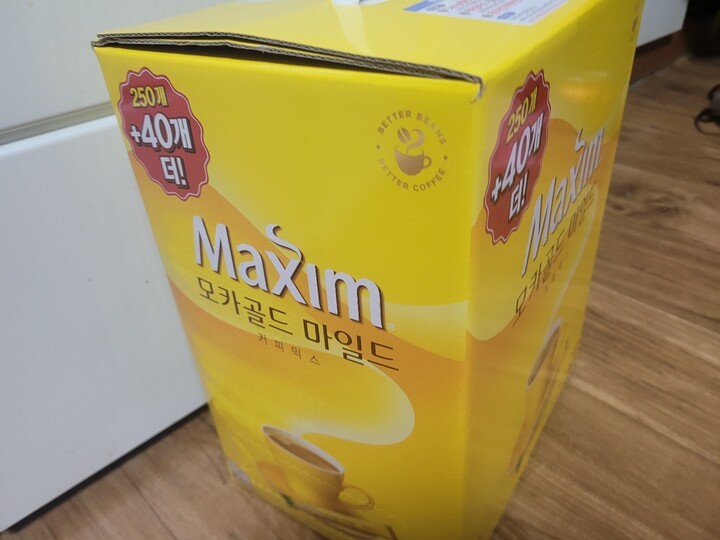 250개
+40개
더!
BETTER BEANS
BETTER COFFEE
Maxim
모카골드 마일드
커피믹스
250개
+40개
더!
Maxim
모카골드 마일드